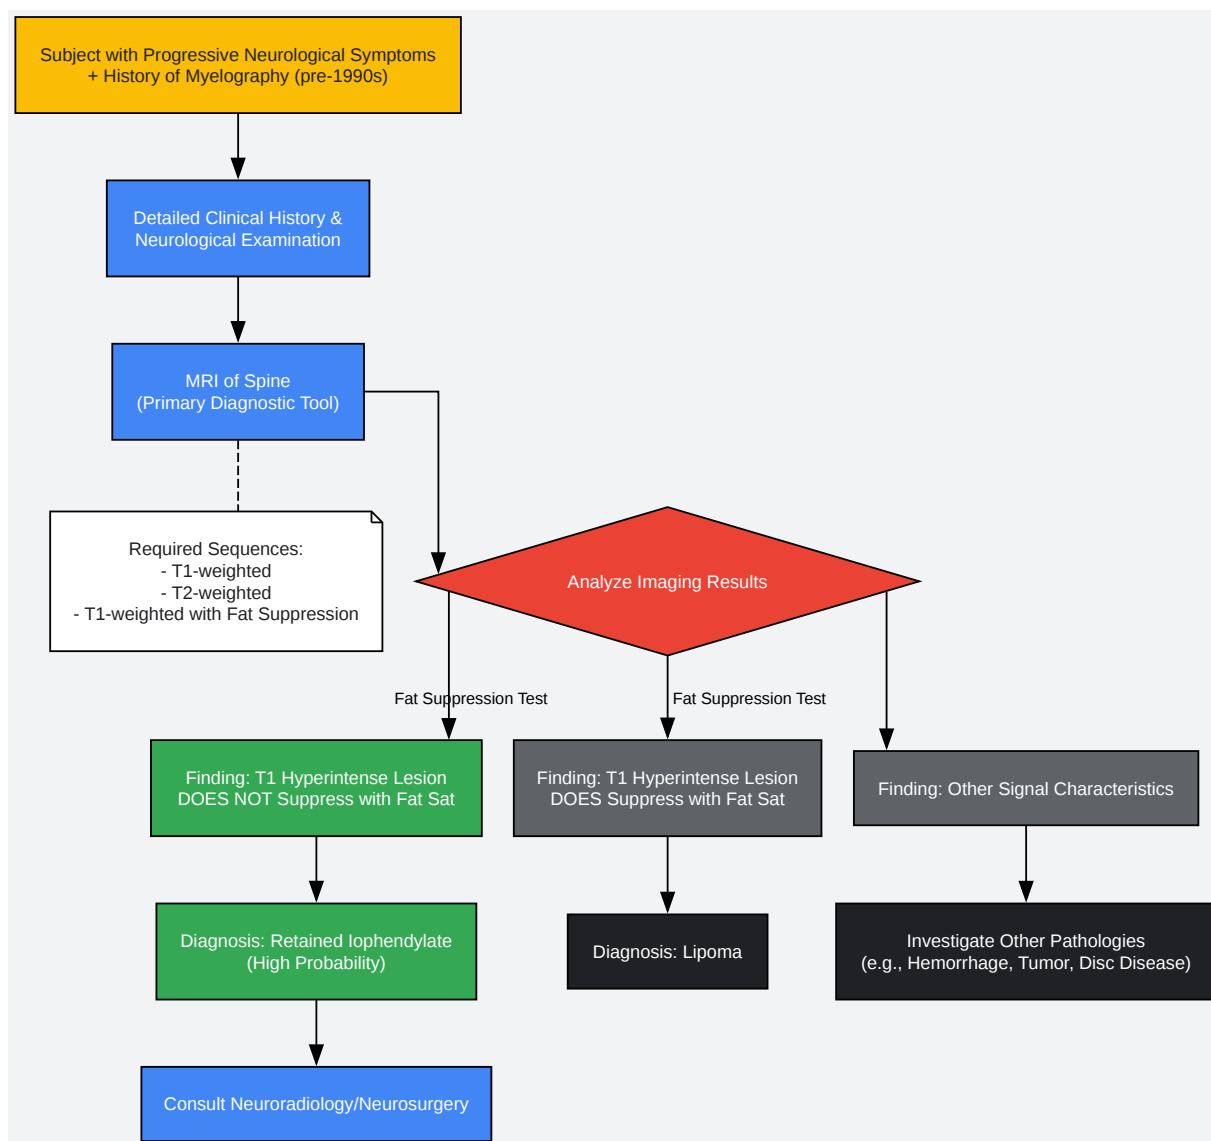 Subject with Progressive Neurological Symptoms
+ History of Myelography (pre-1990s)
Detailed Clinical History &
Neurological Examination
MRI of Spine
(Primary Diagnostic Tool)
Required Sequences:
- T1-weighted
- T2-weighted
- T1-weighted with Fat Suppression
Analyze Imaging Results
Fat Suppression Test
Fat Suppression Test
Finding: T1 Hyperintense Lesion
DOES NOT Suppress with Fat Sat
Finding: T1 Hyperintense Lesion
DOES Suppress with Fat Sat
Finding: Other Signal Characteristics
Diagnosis: Retained Iophendylate
(High Probability)
Diagnosis: Lipoma
Investigate Other Pathologies
(e.g., Hemorrhage, Tumor, Disc Disease)
Consult Neuroradiology/Neurosurgery